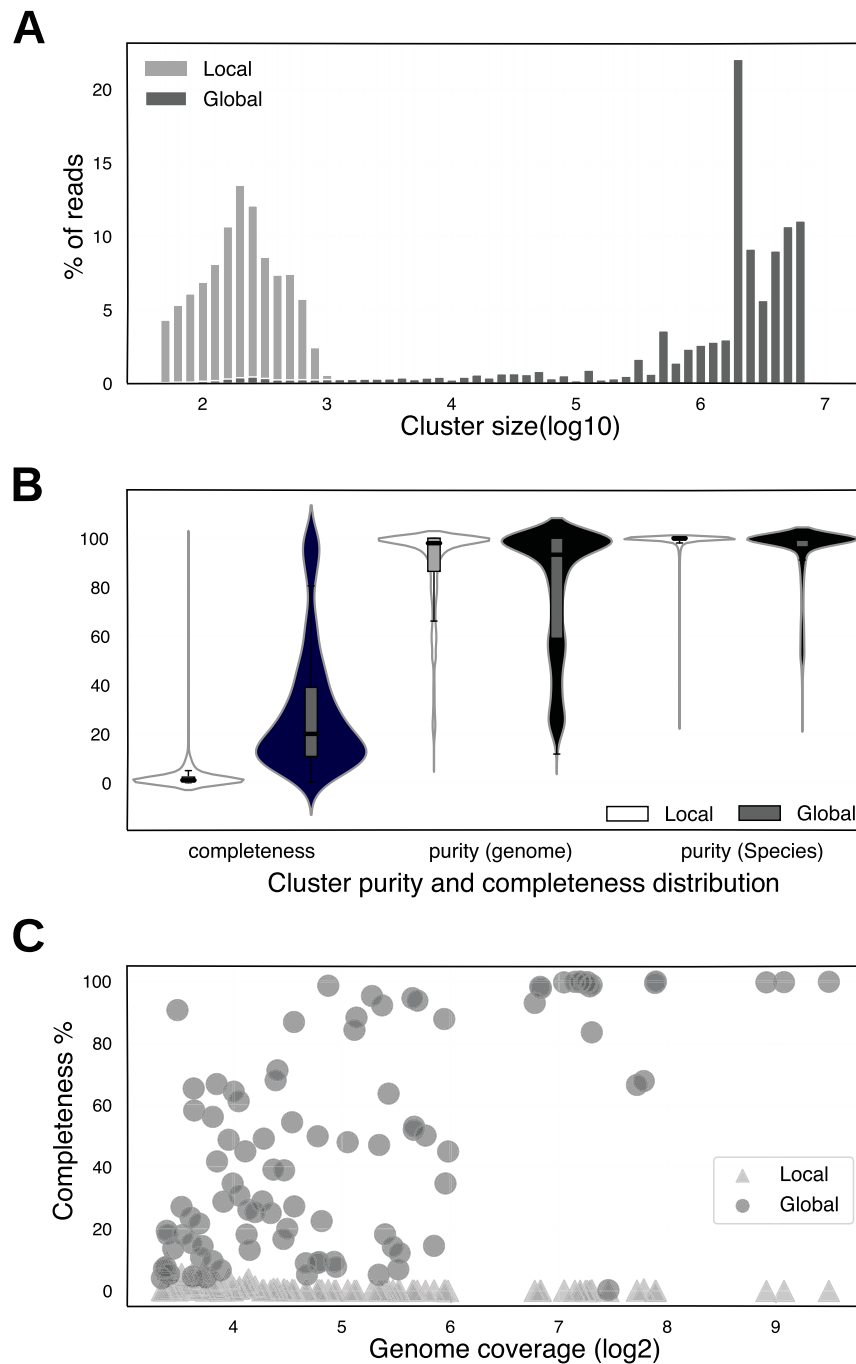 A
Local
Global
% of reads
20
15
10
5
0
2 3 4 5 6 7
Cluster size(log10)
B
100
80
60
40
20
0
Local Global
completeness purity (genome) purity (Species)
Cluster purity and completeness distribution
C
Completeness %
100
80
60
40
20
0
Local
Global
4 5 6 7 8 9
Genome coverage (log2)